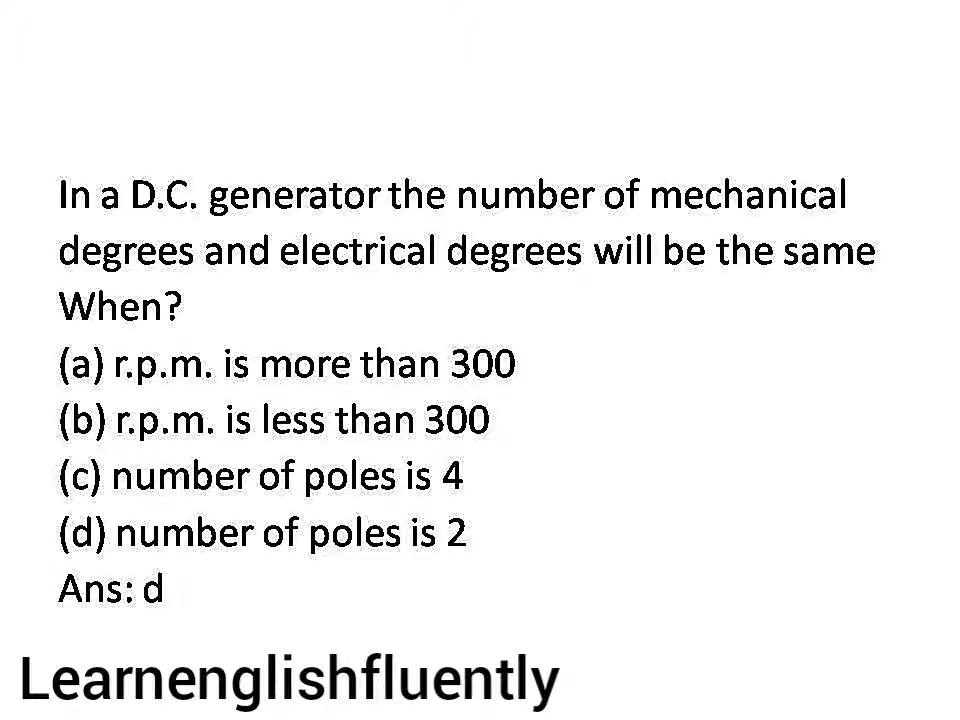 In a D.C. generator the number of mechanical
degrees and electrical degrees will be the same
When?
(a) r.p.m. is more than 300
(b) r.p.m. is less than 300
(c) number of poles is 4
(d) number of poles is 2
Ans: d
Learnenglishfluently